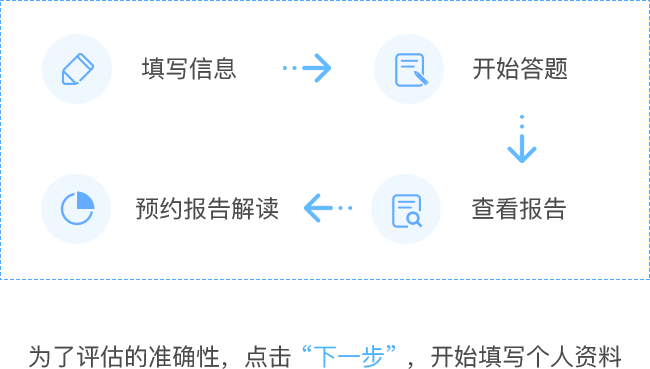 填写信息
开始答题
查看报告
预约报告解读
为了评估的准确性，点击“下一步”，开始填写个人资料